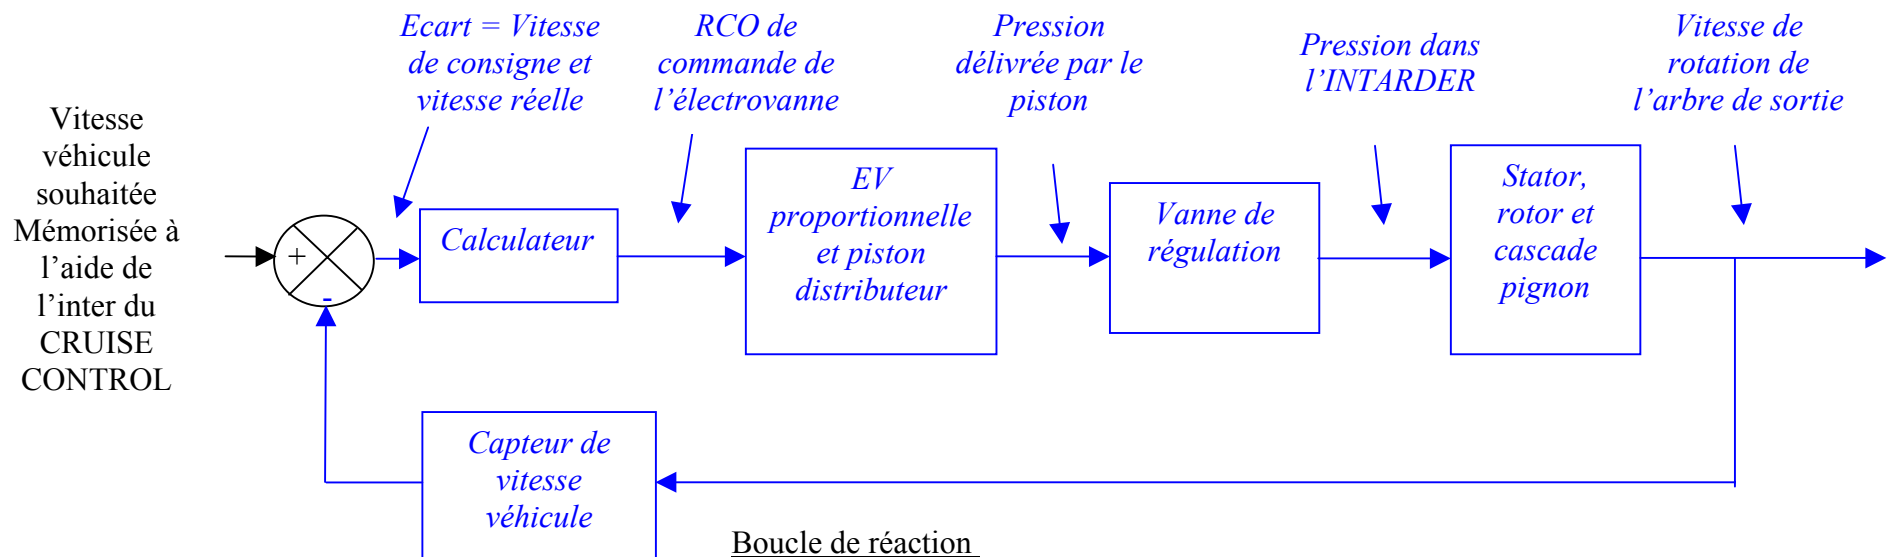 Ecart = Vitesse
de consigne et
vitesse réelle
RCO de
commande de
l’électrovanne
Pression
délivrée par le
piston
Pression dans
l’INTARDER
Vitesse de
rotation de
l’arbre de sortie
Vitesse
véhicule
souhaitée
Mémorisée à
l’aide de
l’inter du
CRUISE
CONTROL
+
-
Calculateur
EV
proportionnelle
et piston
distributeur
Vanne de
régulation
Stator,
rotor et
cascade
pignon
Capteur de
vitesse
véhicule
Boucle de réaction